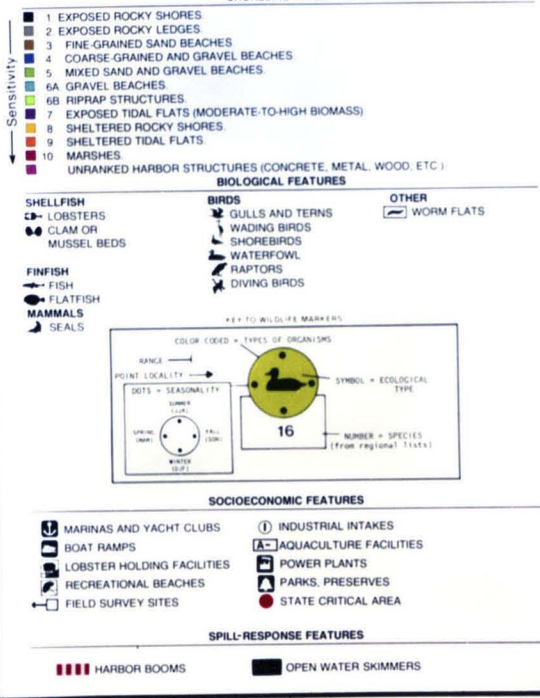 Sensitivity
1 EXPOSED ROCKY SHORES.
2 EXPOSED ROCKY LEDGES.
3 FINE-GRAINED SAND BEACHES
4 COARSE-GRAINED AND GRAVEL BEACHES
5 MIXED SAND AND GRAVEL BEACHES.
6A GRAVEL BEACHES.
6B RIPRAP STRUCTURES.
7 EXPOSED TIDAL FLATS (MODERATE-TO-HIGH BIOMASS)
8 SHELTERED ROCKY SHORES.
9 SHELTERED TIDAL FLATS.
10 MARSHES.
UNRANKED HARBOR STRUCTURES (CONCRETE, METAL, WOOD, ETC.)
BIOLOGICAL FEATURES
SHELLFISH
LOBSTERS
CLAM OR
MUSSEL BEDS
FINFISH
FISH
FLATFISH
MAMMALS
SEALS
BIRDS
GULLS AND TERNS
WADING BIRDS
SHOREBIRDS
WATERFOWL
RAPTORS
DIVING BIRDS
OTHER
WORM FLATS
KEY TO WILDLIFE MARKERS
COLOR CODED = TYPES OF ORGANISMS
RANGE
POINT LOCALITY
DOTS = SEASONALITY
SUMMER
(JJA)
SPRING
(MAM)
FALL
(SON)
WINTER
(DJF)
SYMBOL = ECOLOGICAL
TYPE
16
NUMBER = SPECIES
(from regional lists)
SOCIOECONOMIC FEATURES
MARINAS AND YACHT CLUBS
BOAT RAMPS
LOBSTER HOLDING FACILITIES
RECREATIONAL BEACHES
FIELD SURVEY SITES
I INDUSTRIAL INTAKES
A- AQUACULTURE FACILITIES
POWER PLANTS
PARKS, PRESERVES
STATE CRITICAL AREA
SPILL-RESPONSE FEATURES
HARBOR BOOMS
OPEN WATER SKIMMERS